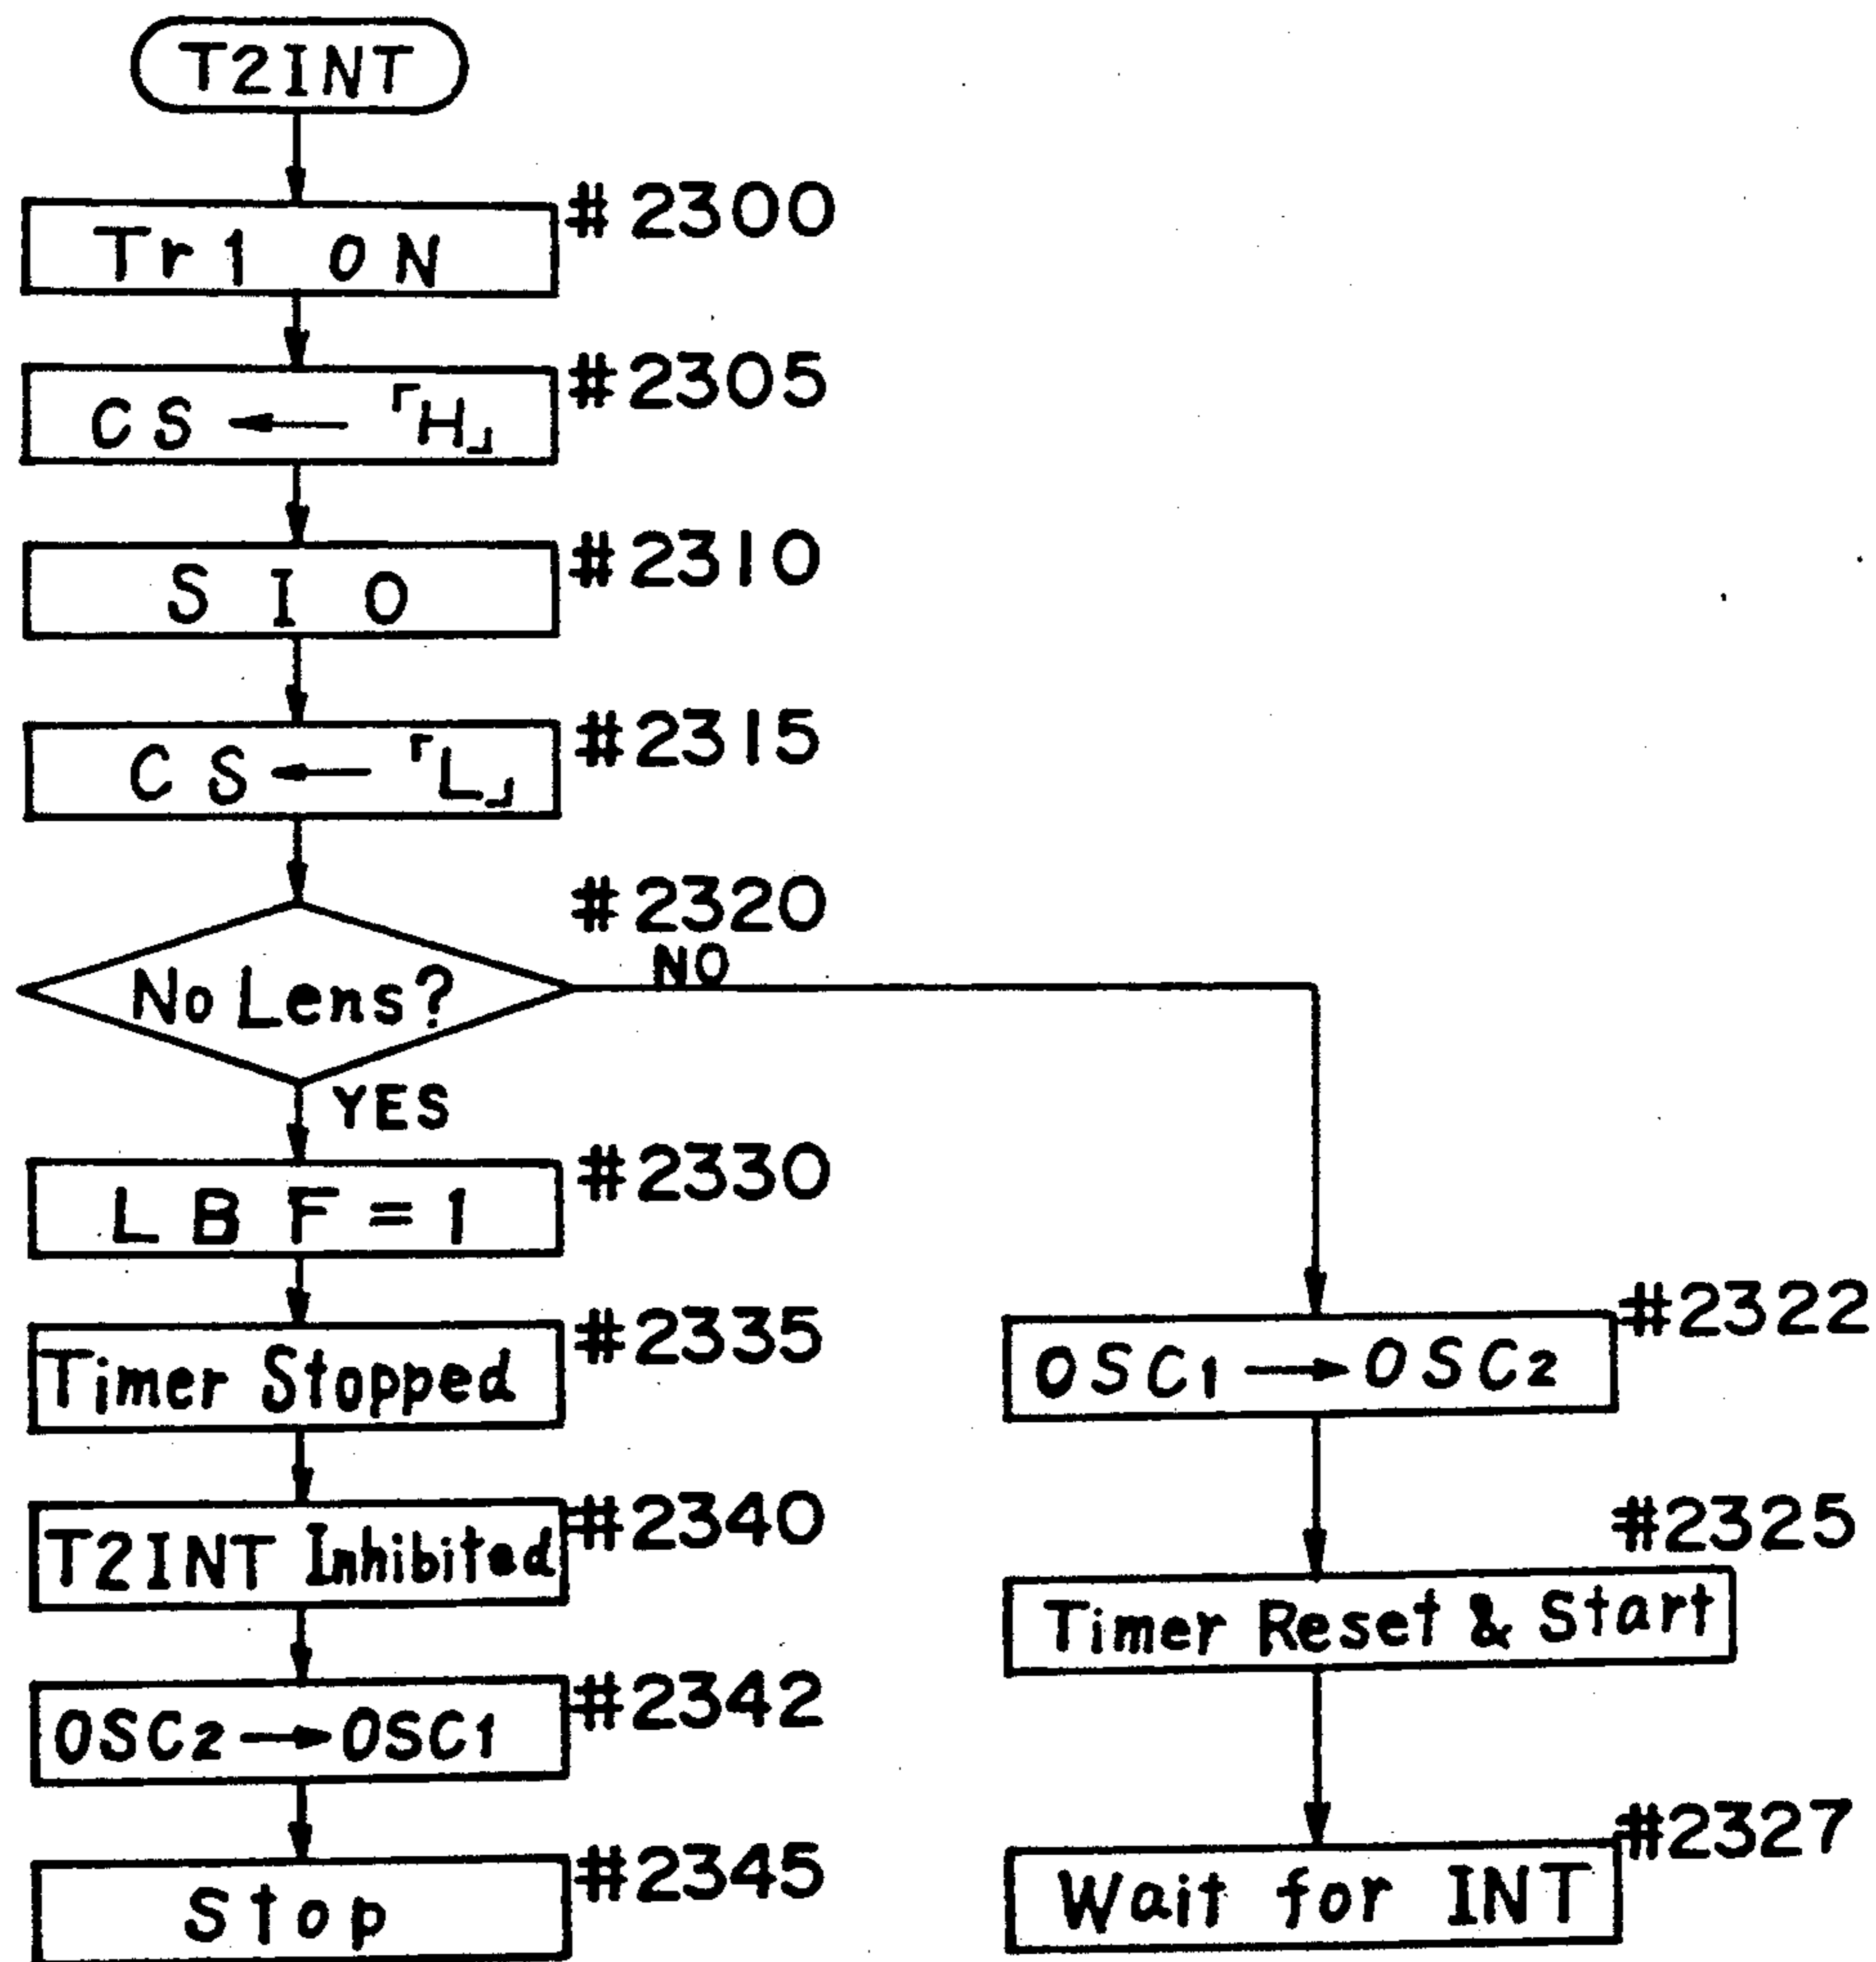 T2INT
#2300
Tr1 ON
#2305
CS ← 「H」
#2310
SIO
#2315
CS ← 「L」
#2320
No Lens?
NO
YES
#2330
LBF=1
#2335
Timer Stopped
#2340
T2INT Inhibited
#2342
OSC2 → OSC1
#2345
Stop
#2322
OSC1 → OSC2
#2325
Timer Reset & Start
#2327
Wait for INT